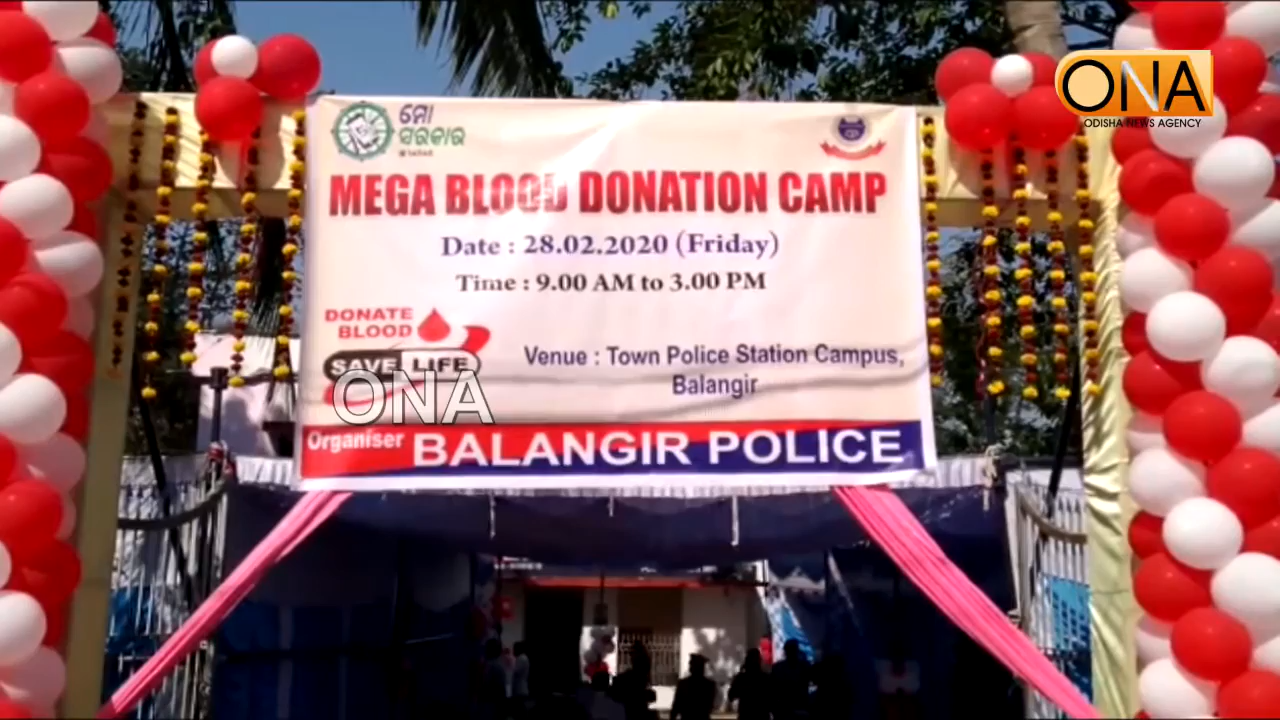 ମୋ
ସରକାର
ONA
ODISHA NEWS AGENCY
MEGA BLOOD DONATION CAMP
Date : 28.02.2020 (Friday)
Time : 9.00 AM to 3.00 PM
DONATE
BLOOD
SAVE LIFE
ONA
Venue : Town Police Station Campus,
Balangir
Organiser BALANGIR POLICE